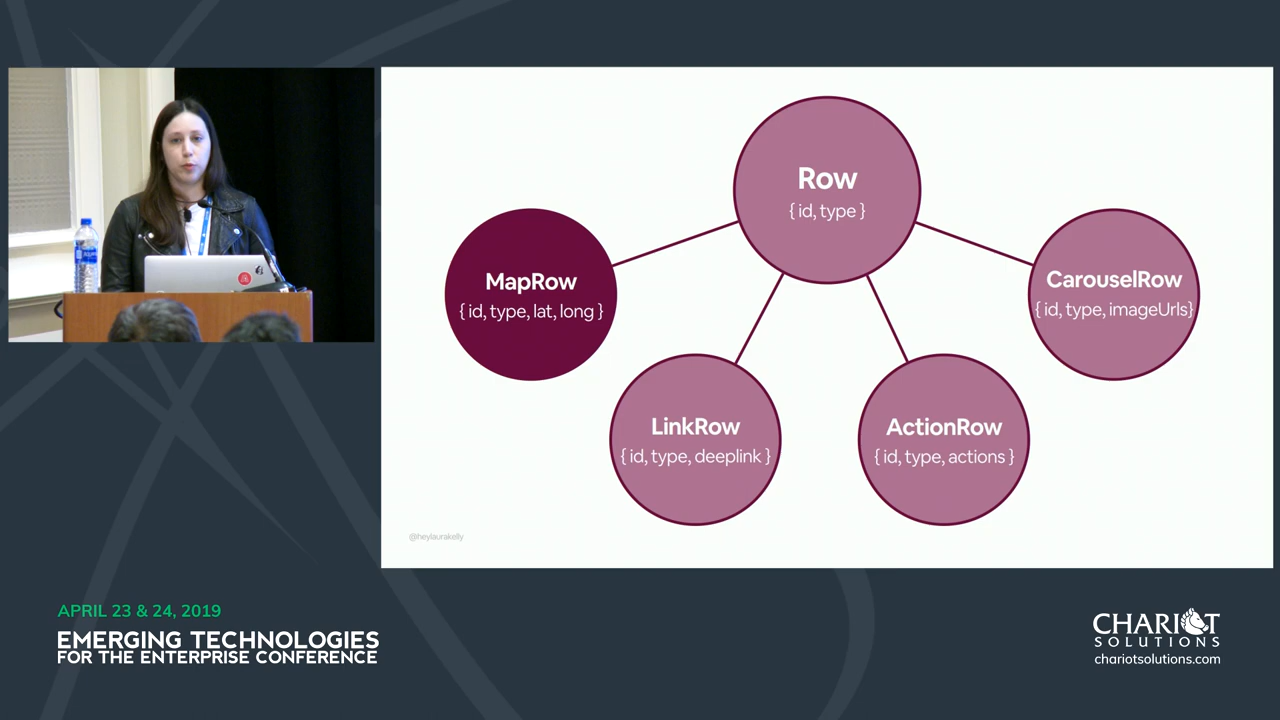 Row
{ id, type }
MapRow
{ id, type, lat, long }
CarouselRow
{ id, type, imageUrls}
LinkRow
{ id, type, deeplink }
ActionRow
{ id, type, actions }
@heylaurakelly
APRIL 23 & 24, 2019
EMERGING TECHNOLOGIES
FOR THE ENTERPRISE CONFERENCE
CHARIOT
SOLUTIONS
chariotsolutions.com